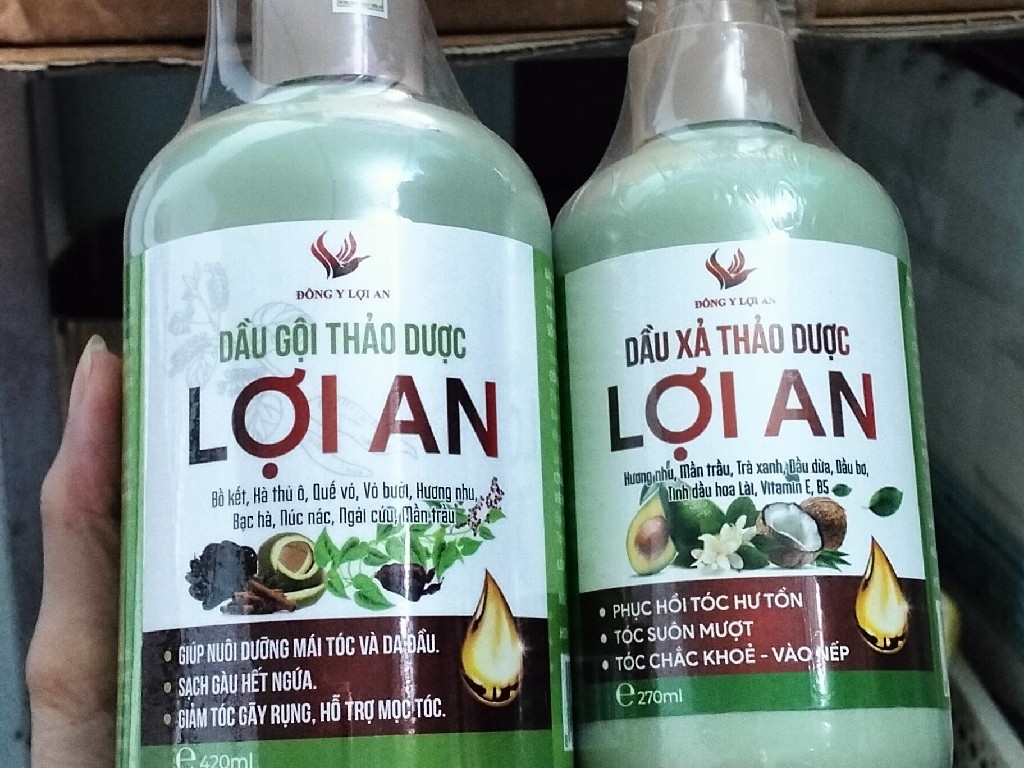 ĐÔNG Y LỢI AN
DẦU GỘI THẢO DƯỢC
LỢI AN
Bồ kết, Hà thủ ô, Quế vỏ, Vỏ bưởi, Hương nhu,
Bạc hà, Núc nác, Ngải cứu, Mần trầu
GIÚP NUÔI DƯỠNG MÁI TÓC VÀ DA ĐẦU.
SẠCH GÀU HẾT NGỨA.
GIẢM TÓC GÃY RỤNG, HỖ TRỢ MỌC TÓC.
℮ 420ml
ĐÔNG Y LỢI AN
DẦU XẢ THẢO DƯỢC
LỢI AN
Hương nhu, Mần trầu, Trà xanh, Dầu dừa, Dầu bơ,
Tinh dầu hoa Lài, Vitamin E, B5
• PHỤC HỒI TÓC HƯ TỔN
• TÓC SUÔN MƯỢT
• TÓC CHẮC KHOẺ - VÀO NẾP
℮ 270ml